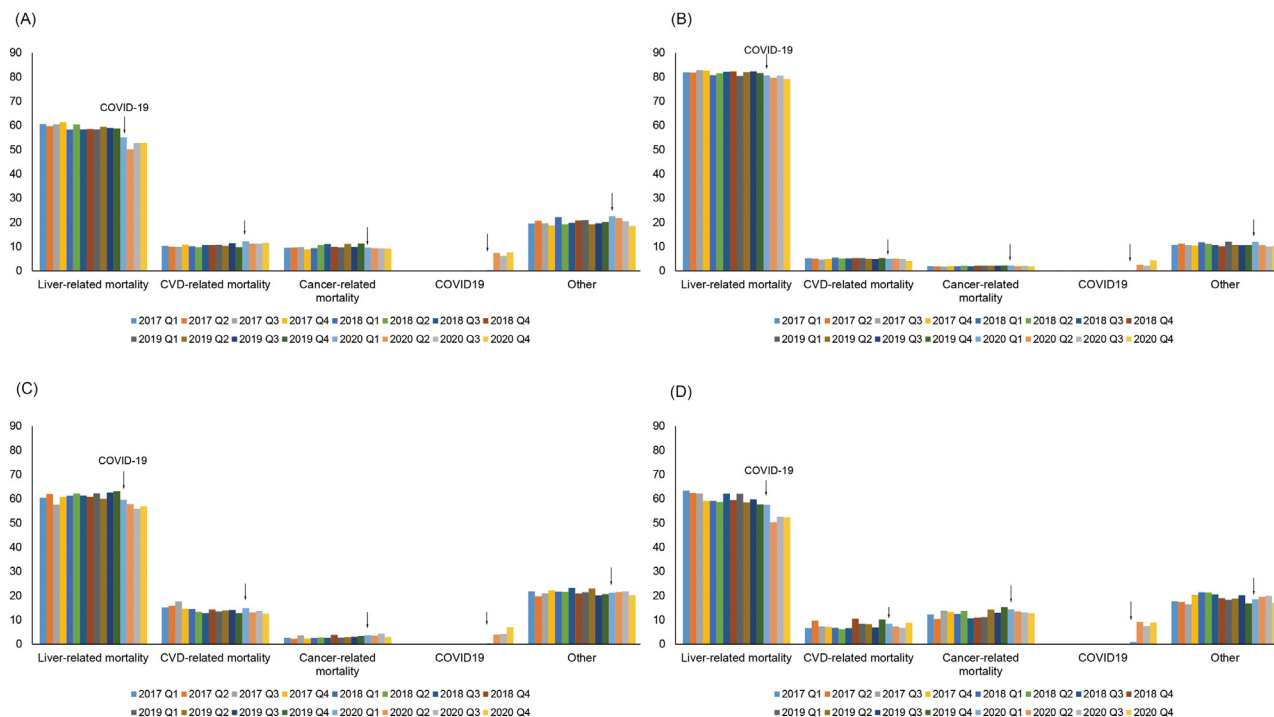 (A)
COVID-19
90
80
70
60
50
40
30
20
10
0
Liver-related mortality CVD-related mortality Cancer-related mortality COVID19 Other
2017 Q1 2017 Q2 2017 Q3 2017 Q4 2018 Q1 2018 Q2 2018 Q3 2018 Q4
2019 Q1 2019 Q2 2019 Q3 2019 Q4 2020 Q1 2020 Q2 2020 Q3 2020 Q4
(B)
COVID-19
90
80
70
60
50
40
30
20
10
0
Liver-related mortality CVD-related mortality Cancer-related mortality COVID19 Other
2017 Q1 2017 Q2 2017 Q3 2017 Q4 2018 Q1 2018 Q2 2018 Q3 2018 Q4
2019 Q1 2019 Q2 2019 Q3 2019 Q4 2020 Q1 2020 Q2 2020 Q3 2020 Q4
(C)
COVID-19
90
80
70
60
50
40
30
20
10
0
Liver-related mortality CVD-related mortality Cancer-related mortality COVID19 Other
2017 Q1 2017 Q2 2017 Q3 2017 Q4 2018 Q1 2018 Q2 2018 Q3 2018 Q4
2019 Q1 2019 Q2 2019 Q3 2019 Q4 2020 Q1 2020 Q2 2020 Q3 2020 Q4
(D)
COVID-19
90
80
70
60
50
40
30
20
10
0
Liver-related mortality CVD-related mortality Cancer-related mortality COVID19 Other
2017 Q1 2017 Q2 2017 Q3 2017 Q4 2018 Q1 2018 Q2 2018 Q3 2018 Q4
2019 Q1 2019 Q2 2019 Q3 2019 Q4 2020 Q1 2020 Q2 2020 Q3 2020 Q4